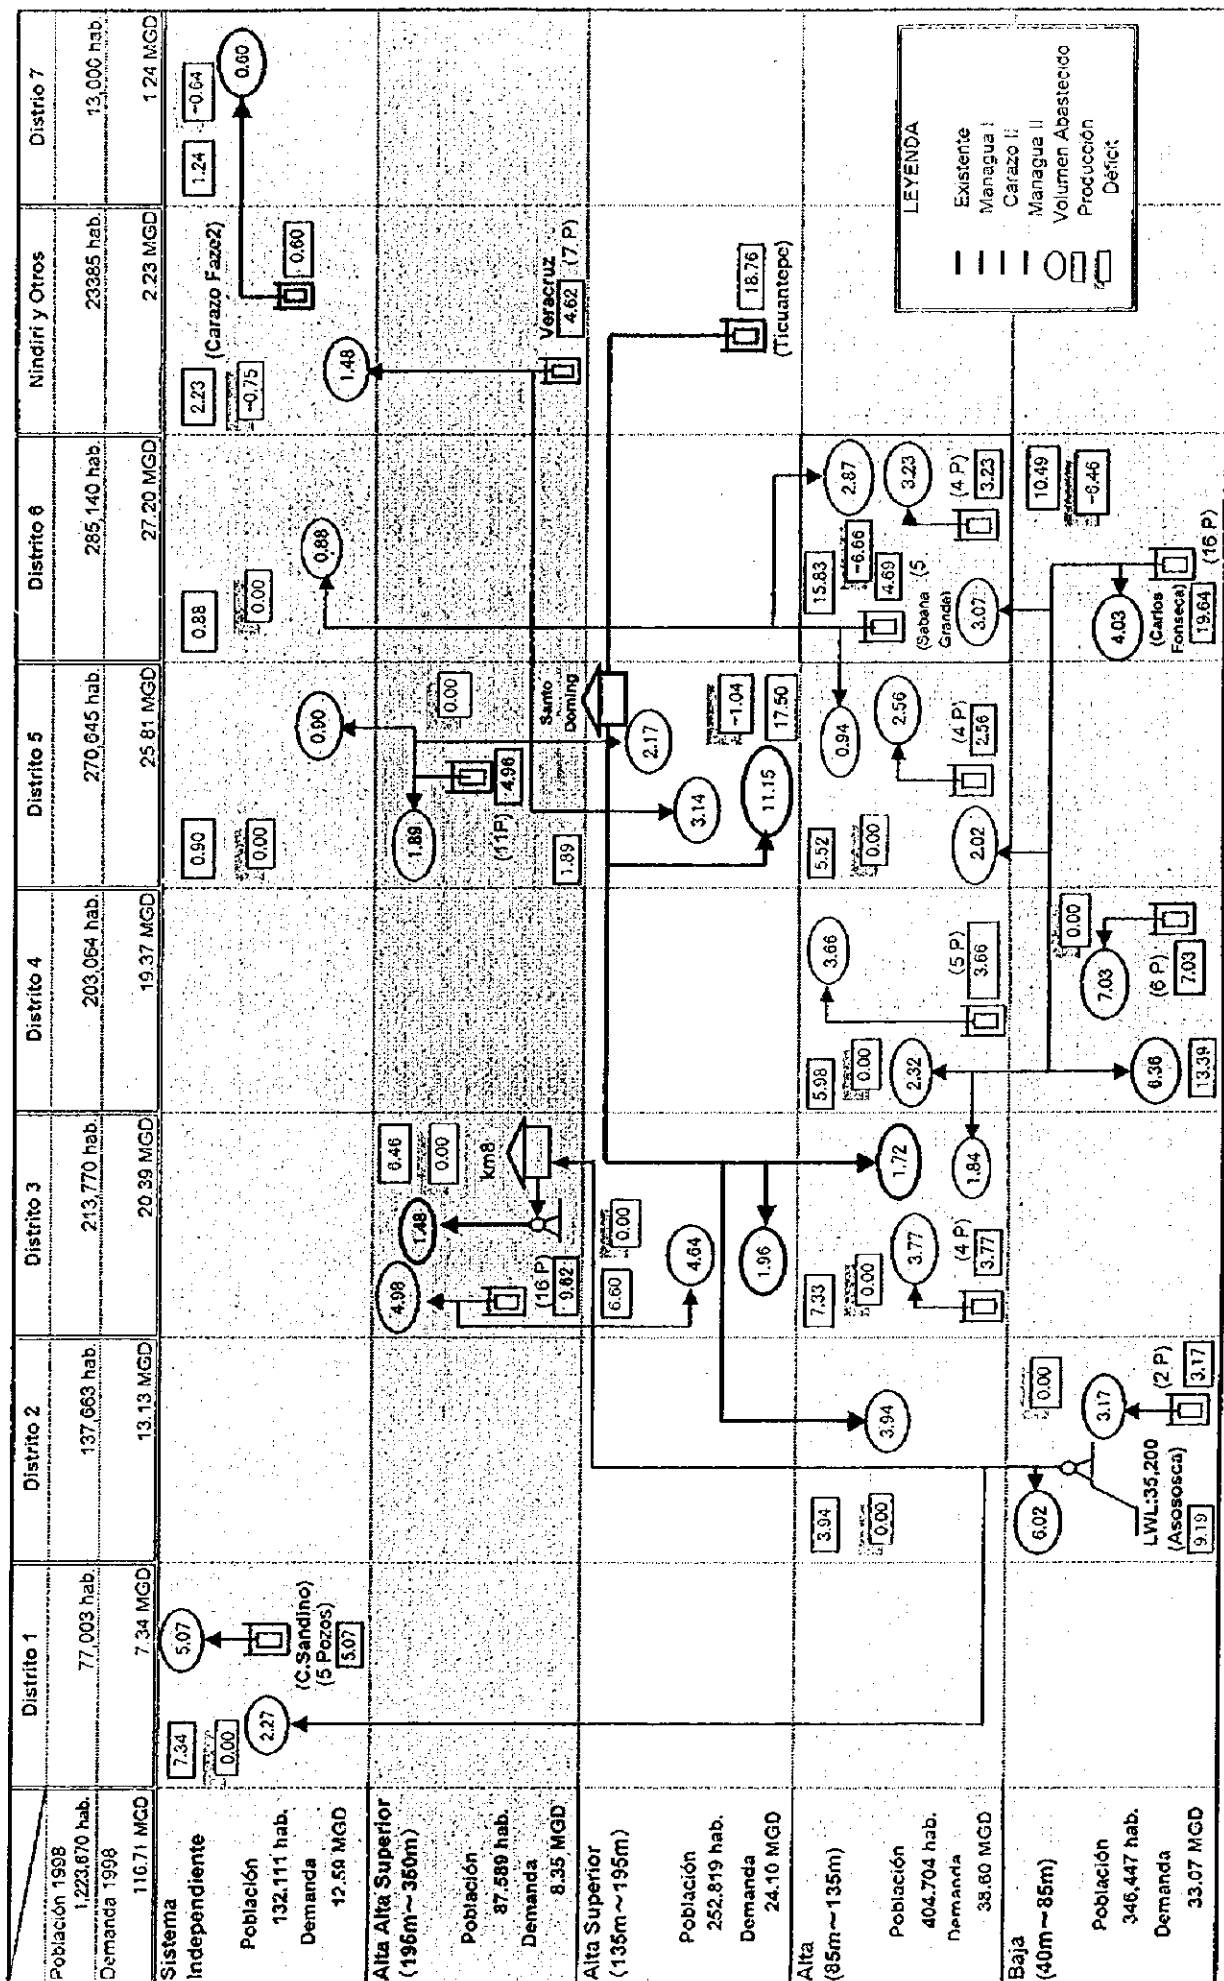 Distrito 1
Distrito 2
Distrito 3
Distrito 4
Distrito 5
Distrito 6
Nindiri y Otros
Distrio 7
Población 1998
1,223,670 hab.
77,003 hab.
137,663 hab.
213,770 hab.
203,064 hab.
270,645 hab.
285,140 hab.
23385 hab.
13,000 hab.
Demanda 1998
116.71 MGD
7.34 MGD
13.13 MGD
20.39 MGD
19.37 MGD
25.81 MGD
27.20 MGD
2.23 MGD
1.24 MGD
Sistema
Independiente
Población
132.111 hab.
Demanda
12.59 MGD
7.34
0.00
2.27
5.07
(C.Sandino)
(5 Pozos)
5.07
0.90
0.00
0.90
0.88
0.00
0.88
2.23
(Carazo Faze2)
-0.75
0.60
1.48
1.24
-0.64
0.60
Alta Alta Superior
(195m~380m)
Población
87.589 hab.
Demanda
8.35 MGD
4.98
1.48
6.46
0.00
km8
(16 P)
9.62
1.89
0.00
4.96
(11P)
1.89
Santo
Doming
Veracruz
4.62
(7 P)
Alta Superior
(135m~195m)
Población
252.819 hab.
Demanda
24.10 MGD
6.60
0.00
4.64
1.96
2.17
3.14
-1.04
11.15
17.50
18.76
(Ticuantepe)
Alta
(85m~135m)
Población
404.704 hab.
Demanda
38.60 MGD
3.94
0.00
3.94
7.33
0.00
3.77
(4 P)
3.77
1.72
1.84
5.98
0.00
2.32
3.66
(5 P)
3.66
5.52
0.00
2.02
0.94
2.56
(4 P)
2.56
15.83
-6.66
4.69
(5
(Sabana
Grande)
3.07
2.87
3.23
(4 P)
3.23
Baja
(40m~85m)
Población
346,447 hab.
Demanda
33.07 MGD
6.02
LWL:35,200
(Asososca)
9.19
0.00
3.17
(2 P)
3.17
6.36
13.39
0.00
7.03
(6 P)
7.03
4.03
(Carlos
Fonseca)
19.64
(16 P)
10.49
-6.46
LEYENDA
Existente
Managua I
Carazo II
Managua II
Volumen Abastecido
Producción
Déficit